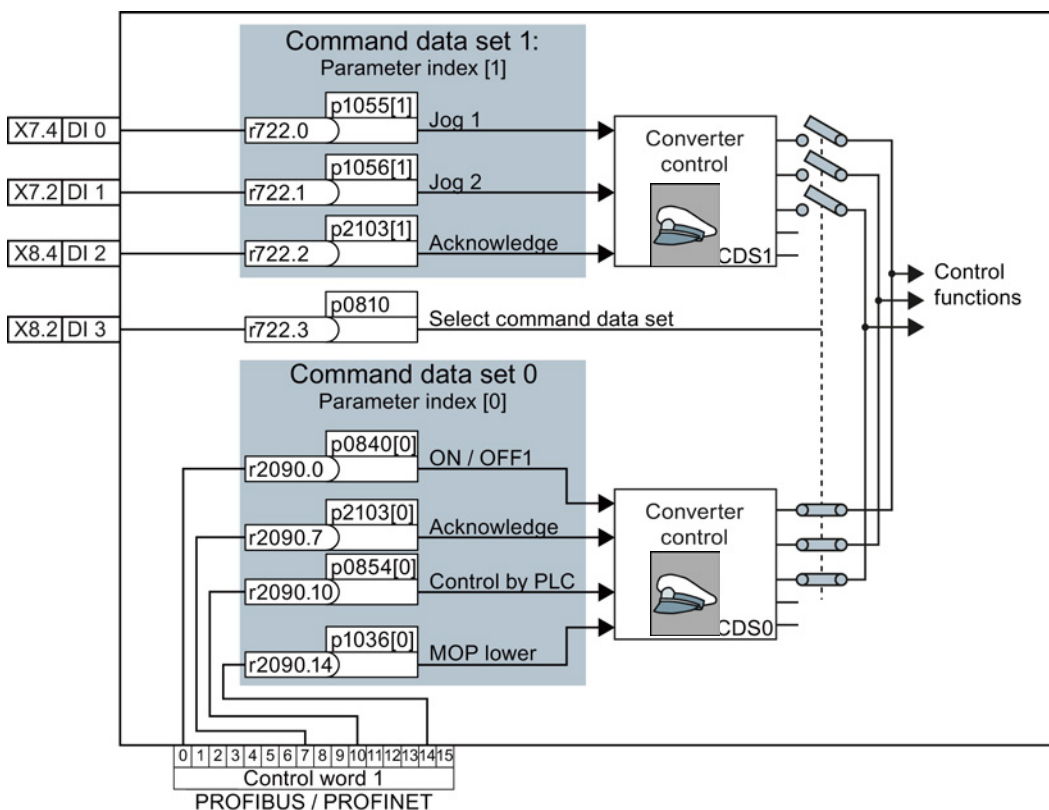 Command data set 1:
Parameter index [1]
X7.4 DI 0
r722.0
p1055[1]
Jog 1
X7.2 DI 1
r722.1
p1056[1]
Jog 2
X8.4 DI 2
r722.2
p2103[1]
Acknowledge
Converter
control
CDS1
X8.2 DI 3
r722.3
p0810
Select command data set
Control
functions
Command data set 0
Parameter index [0]
r2090.0
p0840[0]
ON / OFF1
r2090.7
p2103[0]
Acknowledge
r2090.10
p0854[0]
Control by PLC
r2090.14
p1036[0]
MOP lower
Converter
control
CDS0
0 1 2 3 4 5 6 7 8 9 10 11 12 13 14 15
Control word 1
PROFIBUS / PROFINET